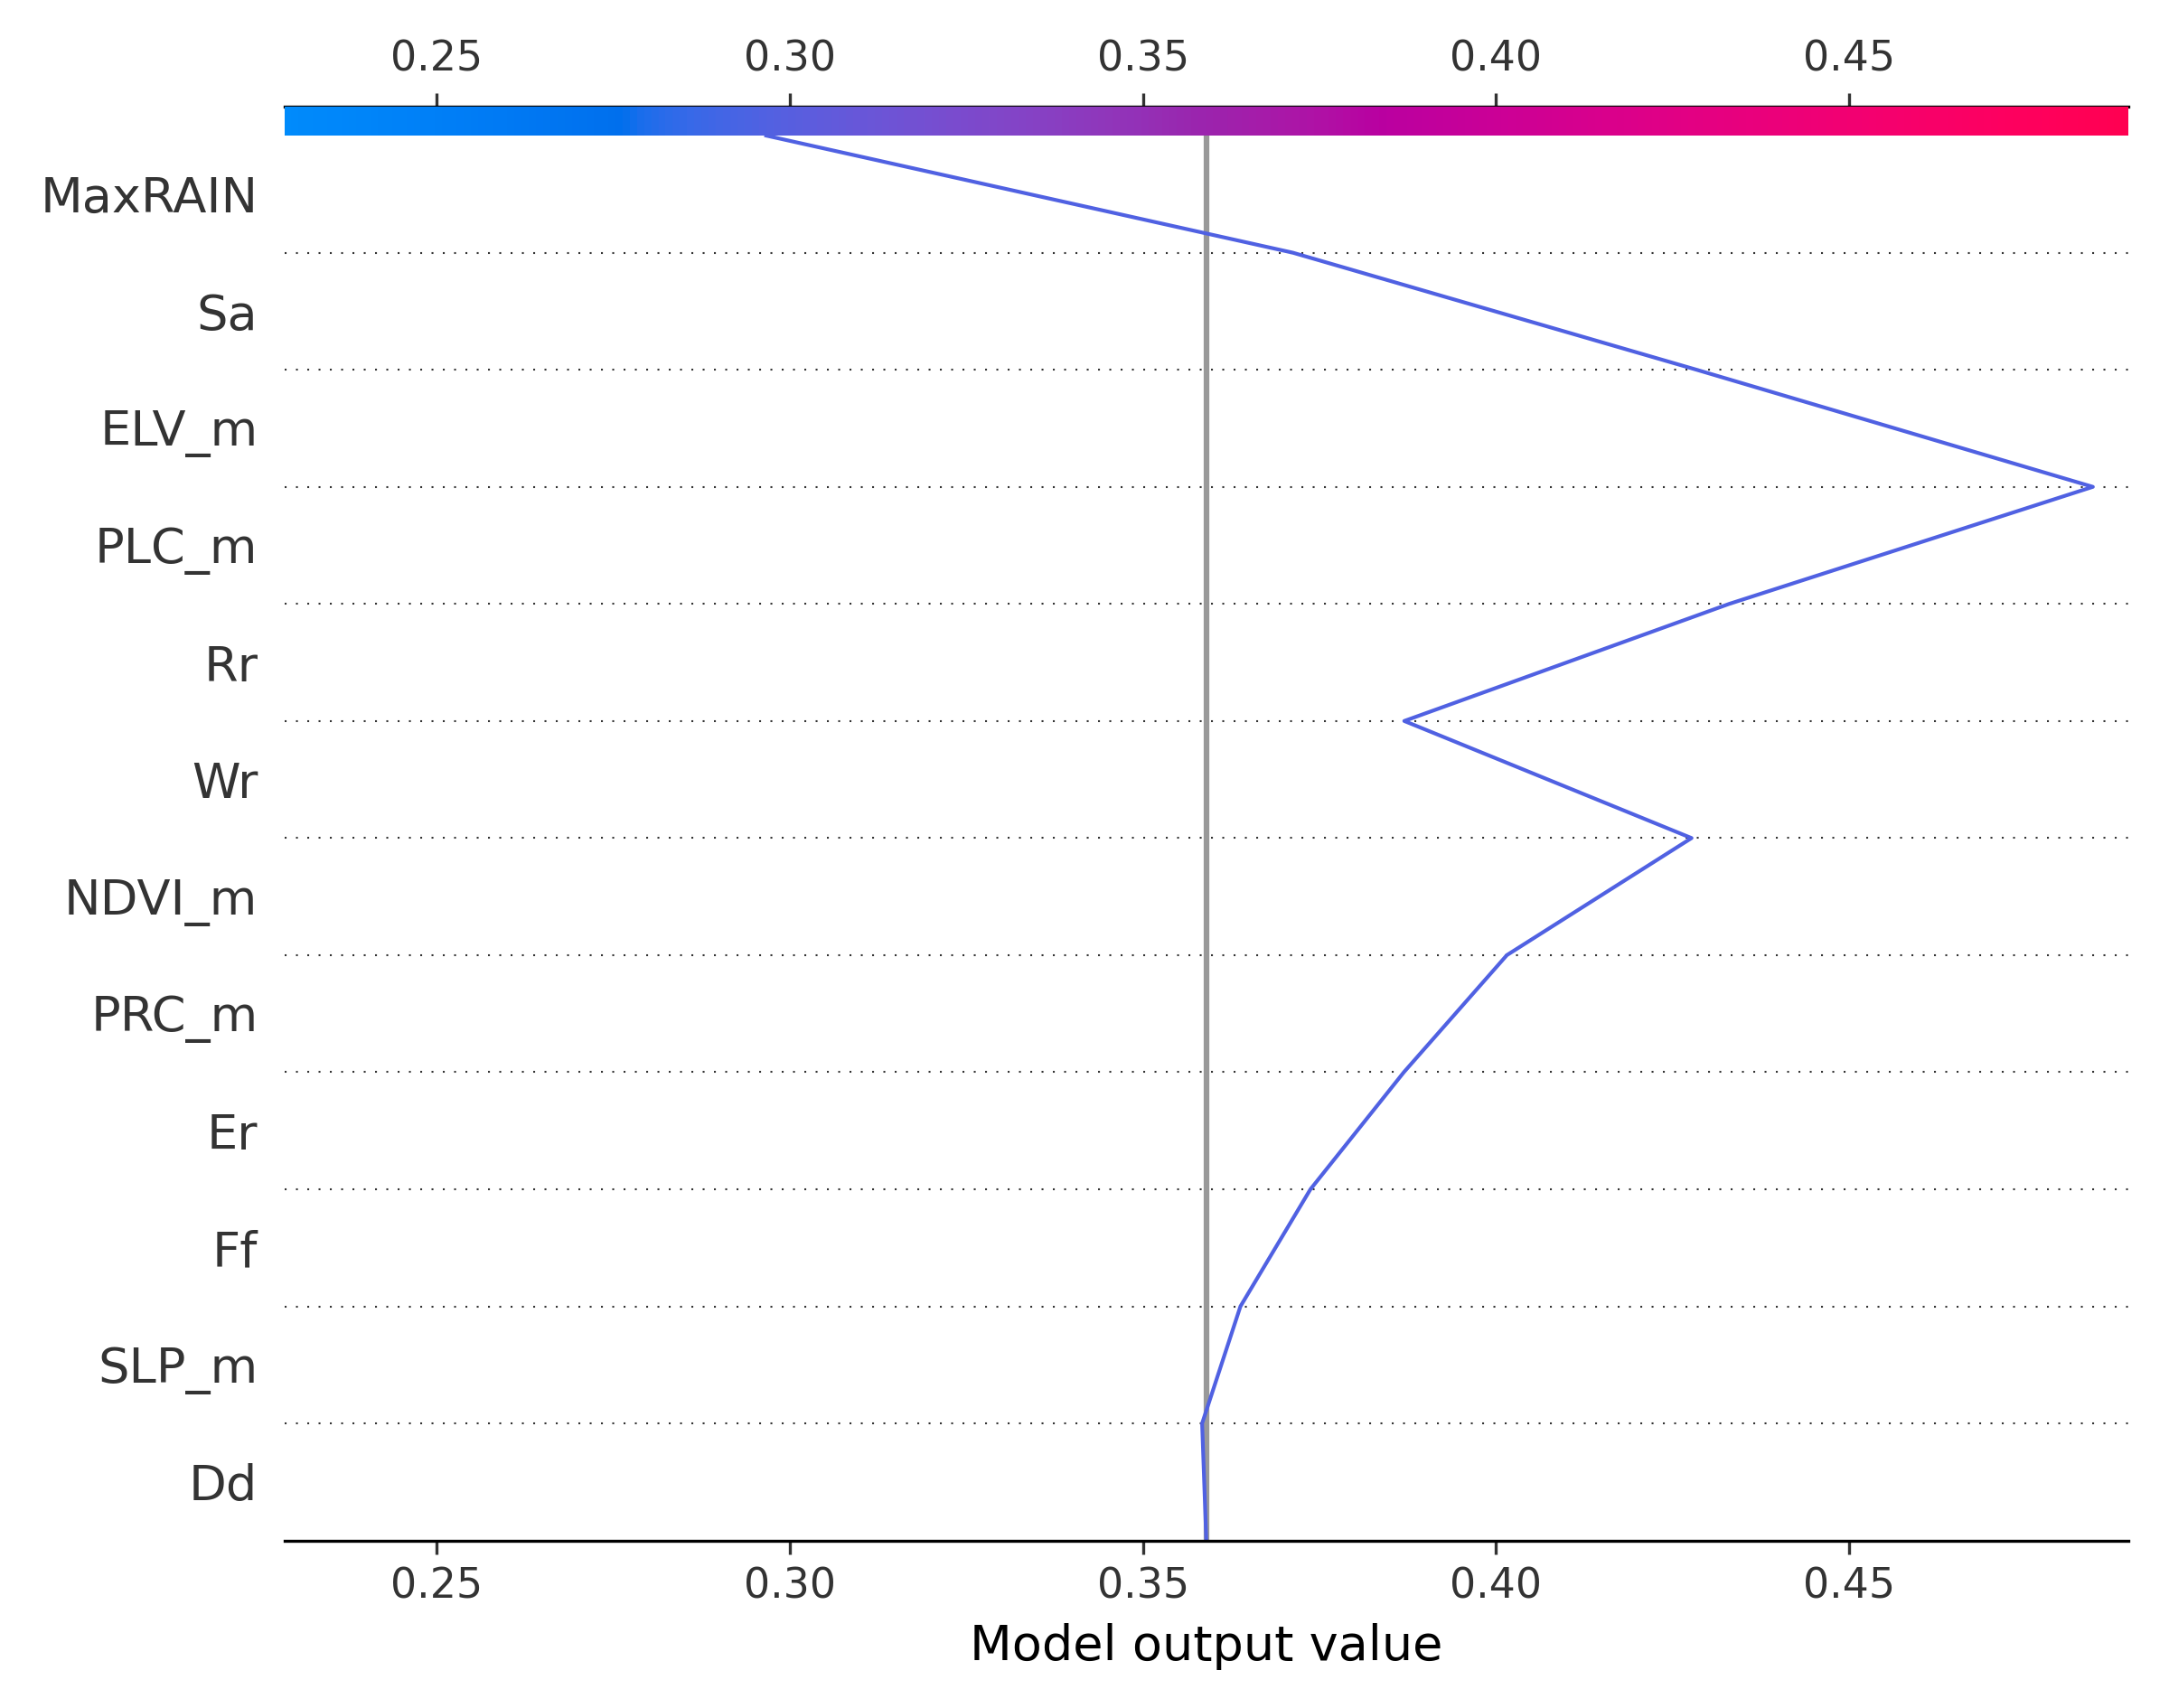 0.25 0.30 0.35 0.40 0.45
MaxRAIN
Sa
ELV_m
PLC_m
Rr
Wr
NDVI_m
PRC_m
Er
Ff
SLP_m
Dd
0.25 0.30 0.35 0.40 0.45
Model output value